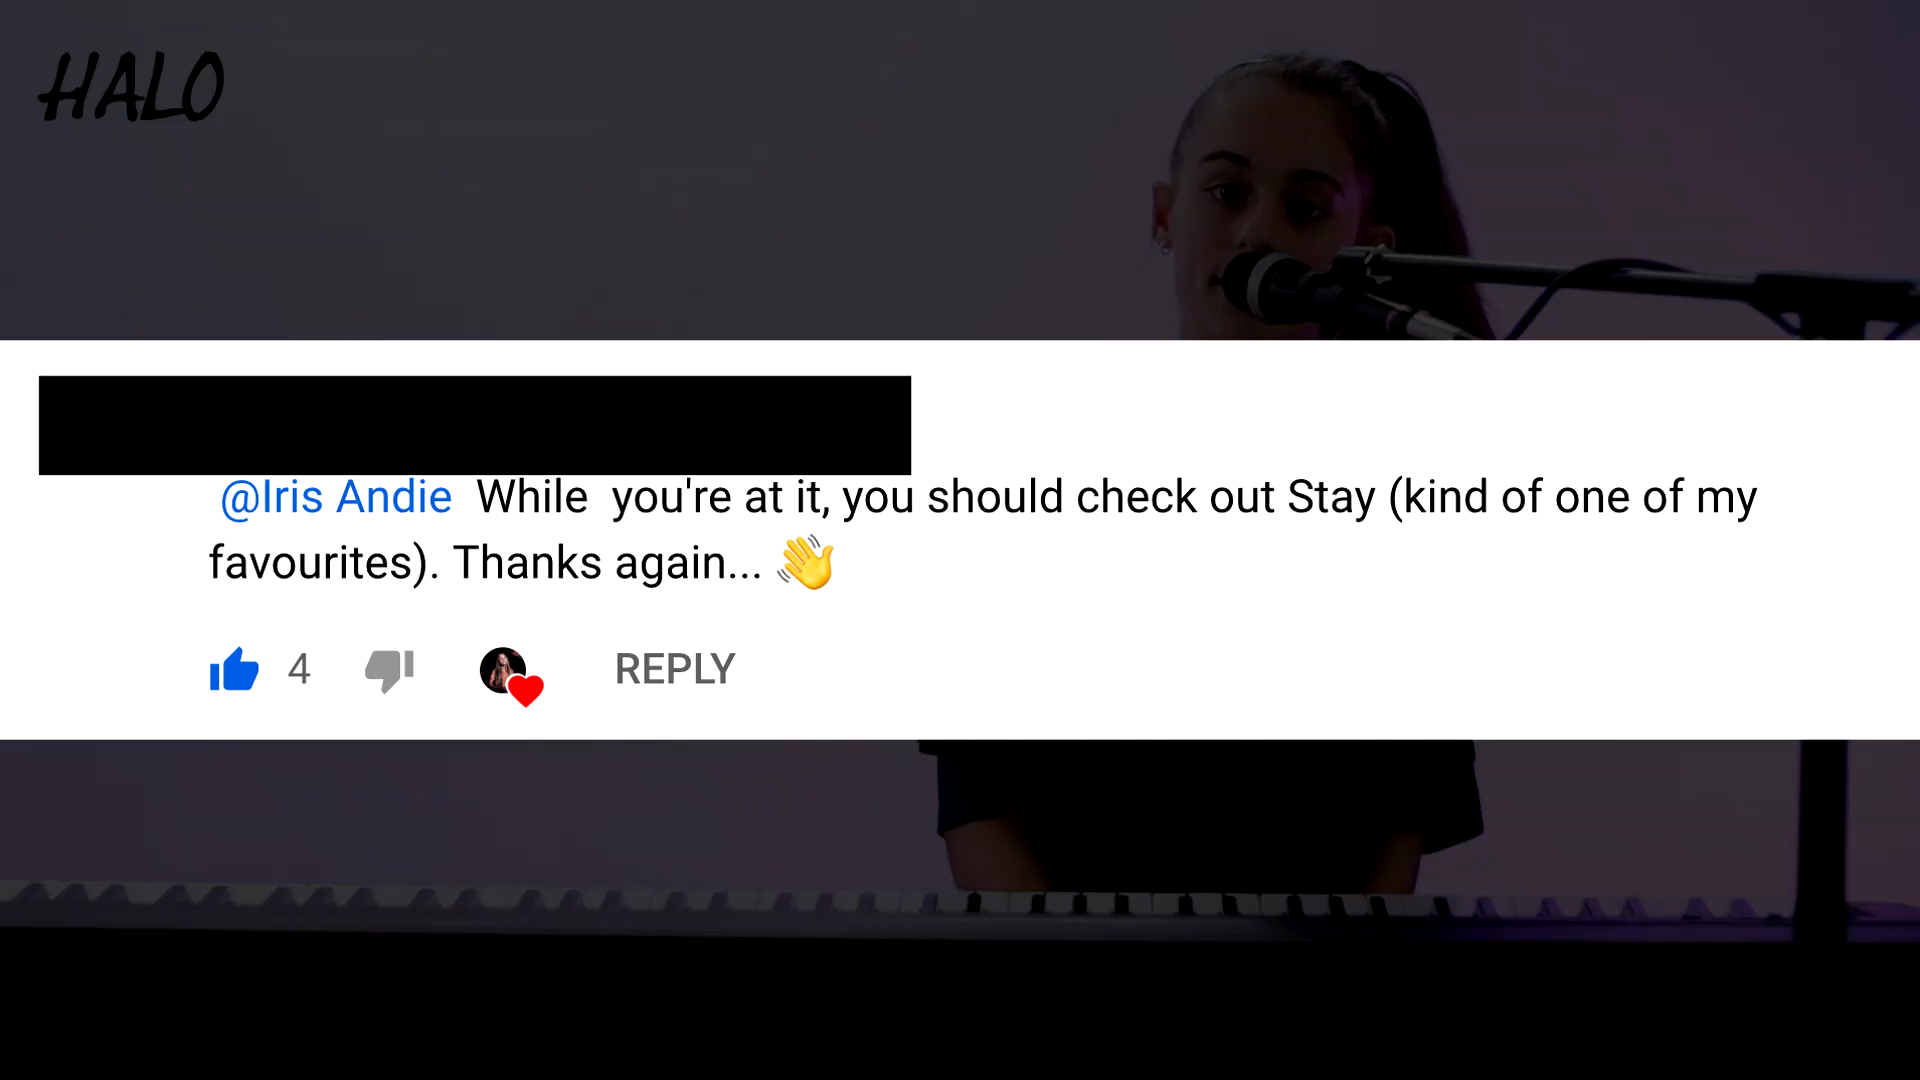 HALO
@Iris Andie While you're at it, you should check out Stay (kind of one of my
favourites). Thanks again... 👋
4 REPLY